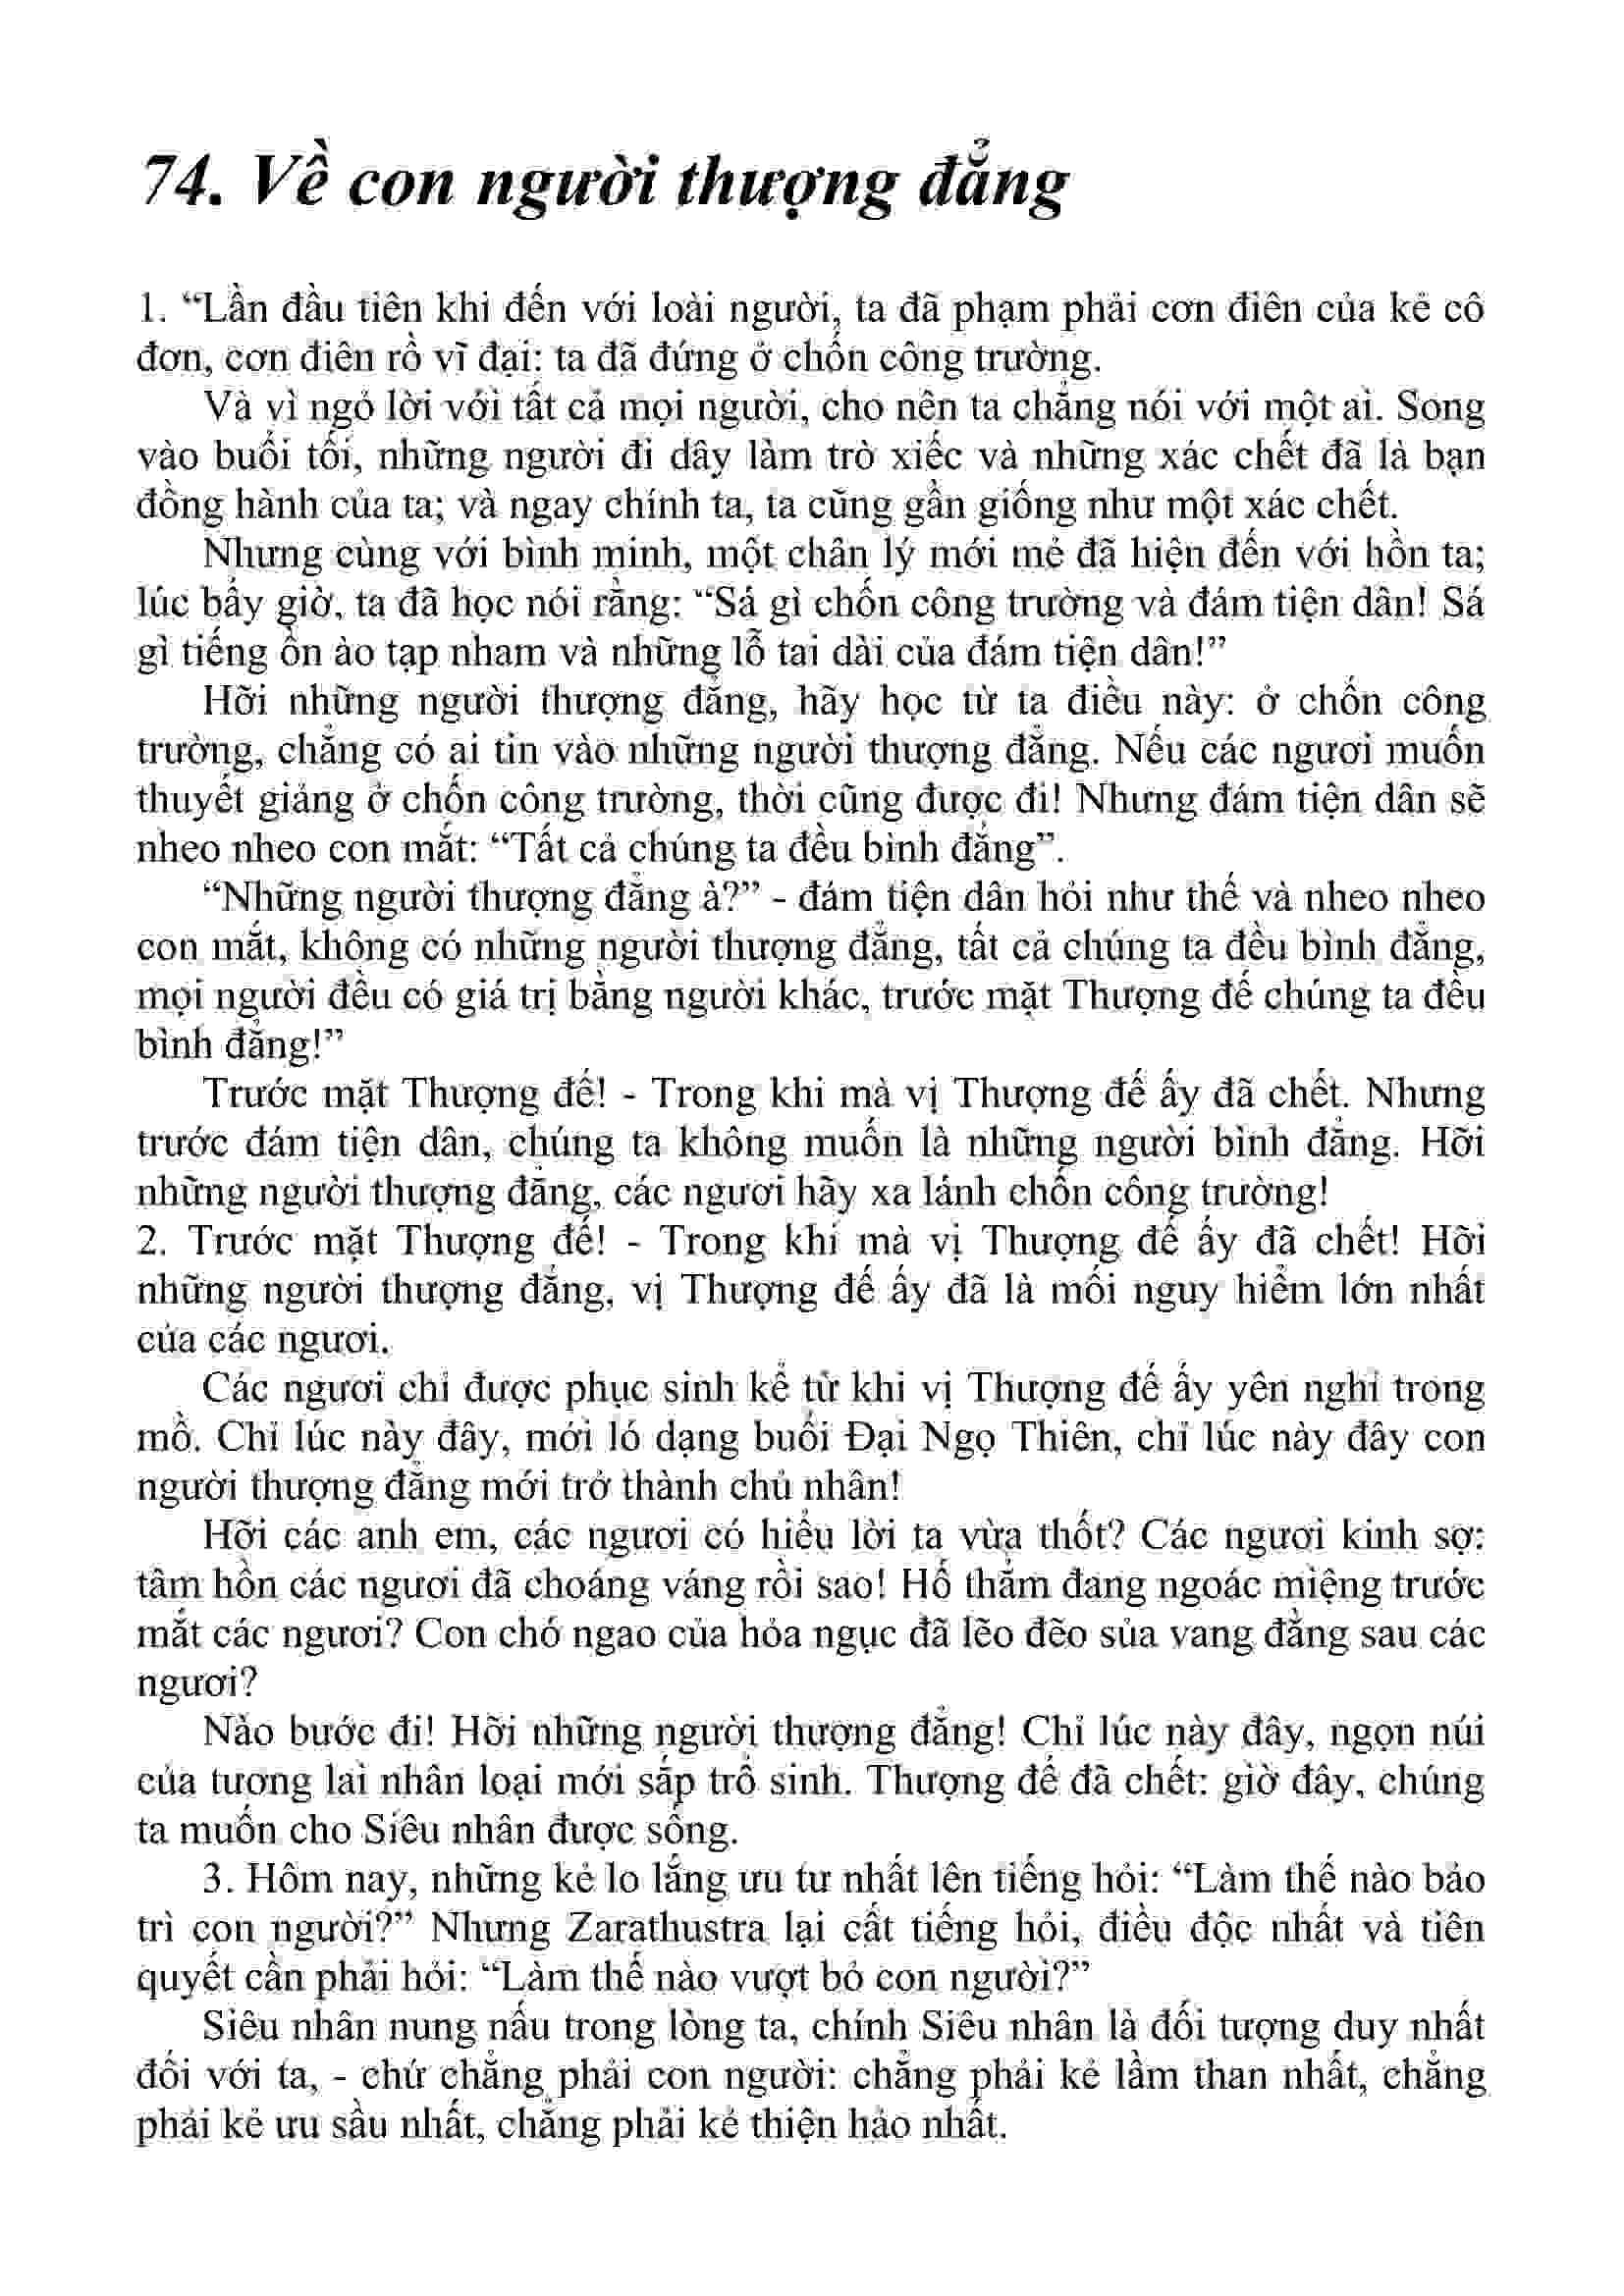 74. Về con người thượng đẳng
1. “Lần đầu tiên khi đến với loài người, ta đã phạm phải cơn điên của kẻ cô
đơn, cơn điên rồ vĩ đại: ta đã đứng ở chốn công trường.
Và vì ngỏ lời với tất cả mọi người, cho nên ta chẳng nói với một ai. Song
vào buổi tối, những người đi dây làm trò xiếc và những xác chết đã là bạn
đồng hành của ta; và ngay chính ta, ta cũng gần giống như một xác chết.
Nhưng cùng với bình minh, một chân lý mới mẻ đã hiện đến với hồn ta;
lúc bấy giờ, ta đã học nói rằng: “Sá gì chốn công trường và đám tiện dân! Sá
gì tiếng ồn ào tạp nham và những lỗ tai dài của đám tiện dân!”
Hỡi những người thượng đẳng, hãy học từ ta điều này: ở chốn công
trường, chẳng có ai tin vào những người thượng đẳng. Nếu các ngươi muốn
thuyết giảng ở chốn công trường, thời cũng được đi! Nhưng đám tiện dân sẽ
nheo nheo con mắt: “Tất cả chúng ta đều bình đẳng”.
“Những người thượng đẳng à?” - đám tiện dân hỏi như thế và nheo nheo
con mắt, không có những người thượng đẳng, tất cả chúng ta đều bình đẳng,
mọi người đều có giá trị bằng người khác, trước mặt Thượng đế chúng ta đều
bình đẳng!”
Trước mặt Thượng đế! - Trong khi mà vị Thượng đế ấy đã chết. Nhưng
trước đám tiện dân, chúng ta không muốn là những người bình đẳng. Hỡi
những người thượng đẳng, các ngươi hãy xa lánh chốn công trường!
2. Trước mặt Thượng đế! - Trong khi mà vị Thượng đế ấy đã chết! Hỡi
những người thượng đẳng, vị Thượng đế ấy đã là mối nguy hiểm lớn nhất
của các ngươi.
Các ngươi chỉ được phục sinh kể từ khi vị Thượng đế ấy yên nghỉ trong
mồ. Chỉ lúc này đây, mới ló dạng buổi Đại Ngọ Thiên, chỉ lúc này đây con
người thượng đẳng mới trở thành chủ nhân!
Hỡi các anh em, các ngươi có hiểu lời ta vừa thốt? Các ngươi kinh sợ:
tâm hồn các ngươi đã choáng váng rồi sao! Hố thẳm đang ngoác miệng trước
mắt các ngươi? Con chó ngao của hỏa ngục đã lẽo đẽo sủa vang đằng sau các
ngươi?
Nào bước đi! Hỡi những người thượng đẳng! Chỉ lúc này đây, ngọn núi
của tương lai nhân loại mới sắp trổ sinh. Thượng đế đã chết: giờ đây, chúng
ta muốn cho Siêu nhân được sống.
3. Hôm nay, những kẻ lo lắng ưu tư nhất lên tiếng hỏi: “Làm thế nào bảo
trì con người?” Nhưng Zarathustra lại cất tiếng hỏi, điều độc nhất và tiên
quyết cần phải hỏi: “Làm thế nào vượt bỏ con người?”
Siêu nhân nung nấu trong lòng ta, chính Siêu nhân là đối tượng duy nhất
đối với ta, - chứ chẳng phải con người: chẳng phải kẻ lầm than nhất, chẳng
phải kẻ ưu sầu nhất, chẳng phải kẻ thiện hảo nhất.